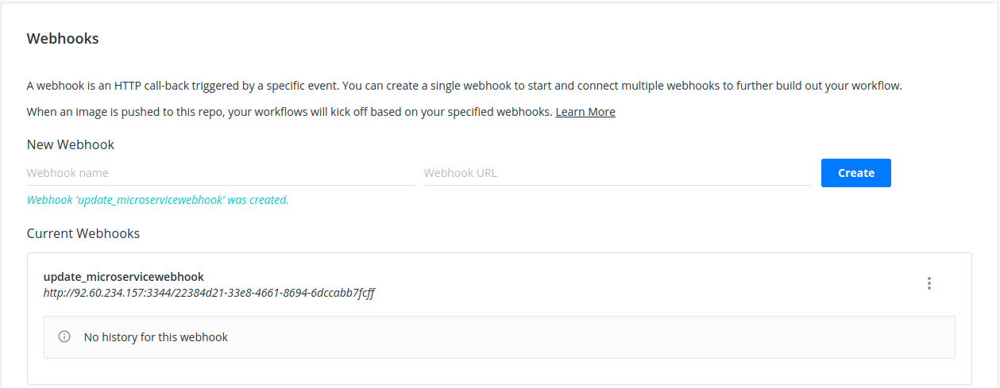 Webhooks
A webhook is an HTTP call-back triggered by a specific event. You can create a single webhook to start and connect multiple webhooks to further build out your workflow.
When an image is pushed to this repo, your workflows will kick off based on your specified webhooks. Learn More
New Webhook
Webhook name Webhook URL Create
Webhook 'update_microservicewebhook' was created.
Current Webhooks
update_microservicewebhook
http://92.60.234.157:3344/22384d21-33e8-4661-8694-6dccabb7fcff
No history for this webhook